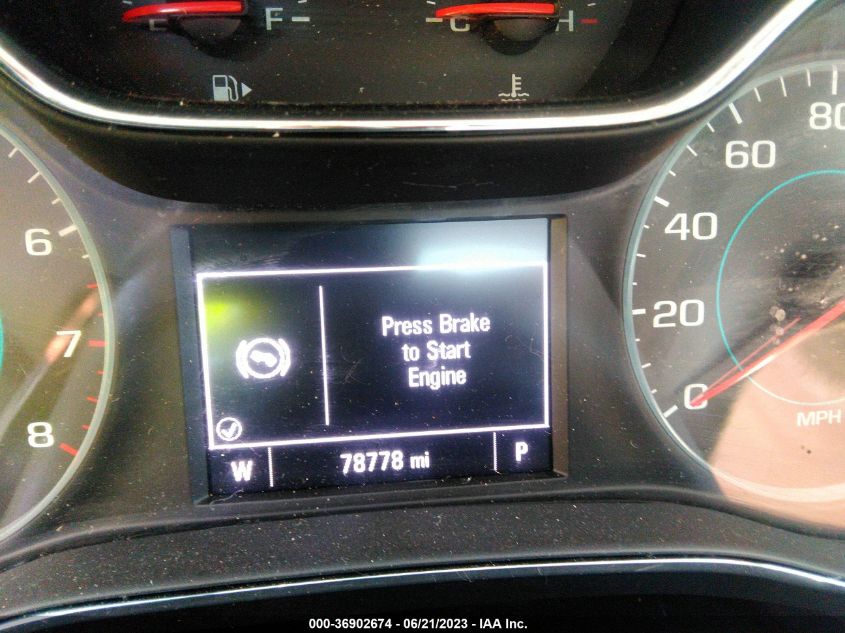 E F C H
80
60
6 40
20
7
Press Brake
to Start
Engine
0
8 MPH
W 78778 mi P
000-36902674 - 06/21/2023 - IAA Inc.